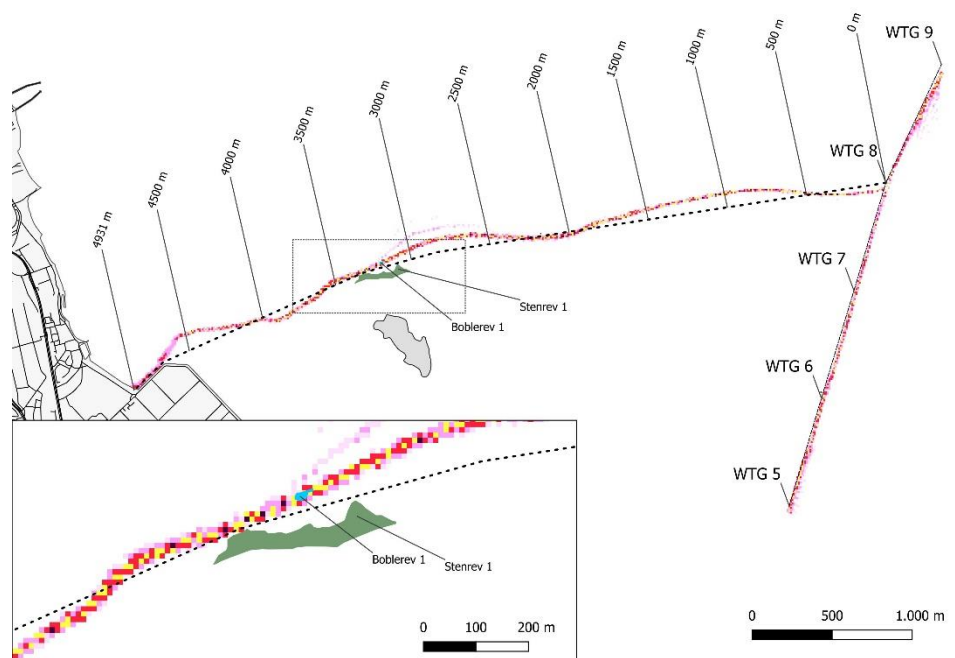 WTG 9
0 m
500 m
1000 m
1500 m
2000 m
2500 m
3000 m
3500 m
4000 m
4500 m
4931 m
WTG 8
WTG 7
WTG 6
WTG 5
Stenrev 1
Boblerev 1
Boblerev 1
Stenrev 1
0 100 200 m
0 500 1.000 m